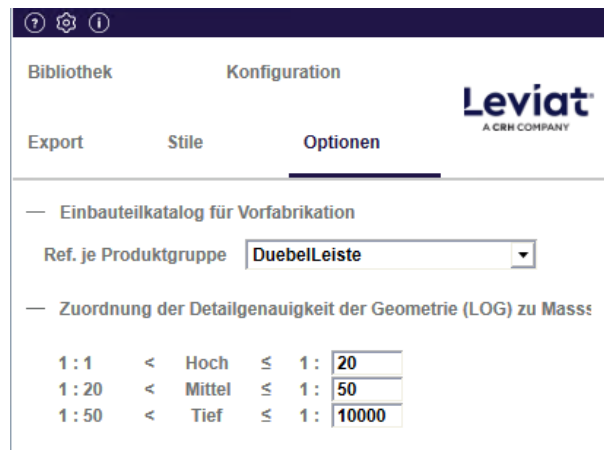 Bibliothek Konfiguration
Leviat
A CRH COMPANY
Export Stile Optionen
— Einbauteilkatalog für Vorfabrikation
Ref. je Produktgruppe DuebelLeiste
— Zuordnung der Detailgenauigkeit der Geometrie (LOG) zu Masss
1 : 1 < Hoch ≤ 1 : 20
1 : 20 < Mittel ≤ 1 : 50
1 : 50 < Tief ≤ 1 : 10000